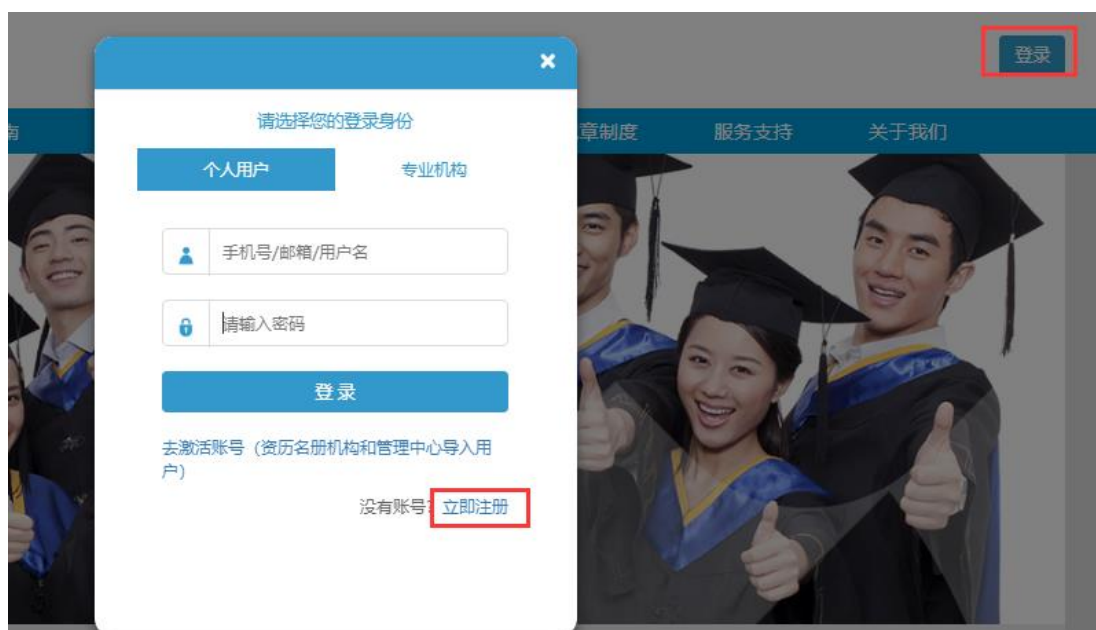 登录
请选择您的登录身份
南
章制度
服务支持
关于我们
个人用户
专业机构
手机号/邮箱/用户名
请输入密码
登录
去激活账号（资历名册机构和管理中心导入用
户）
没有账号?立即注册